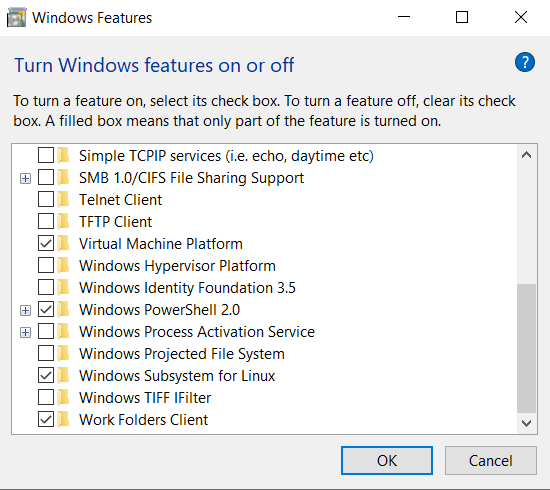 Windows Features
Turn Windows features on or off
?
To turn a feature on, select its check box. To turn a feature off, clear its check
box. A filled box means that only part of the feature is turned on.
Simple TCPIP services (i.e. echo, daytime etc)
SMB 1.0/CIFS File Sharing Support
Telnet Client
TFTP Client
Virtual Machine Platform
Windows Hypervisor Platform
Windows Identity Foundation 3.5
Windows PowerShell 2.0
Windows Process Activation Service
Windows Projected File System
Windows Subsystem for Linux
Windows TIFF IFilter
Work Folders Client
OK Cancel